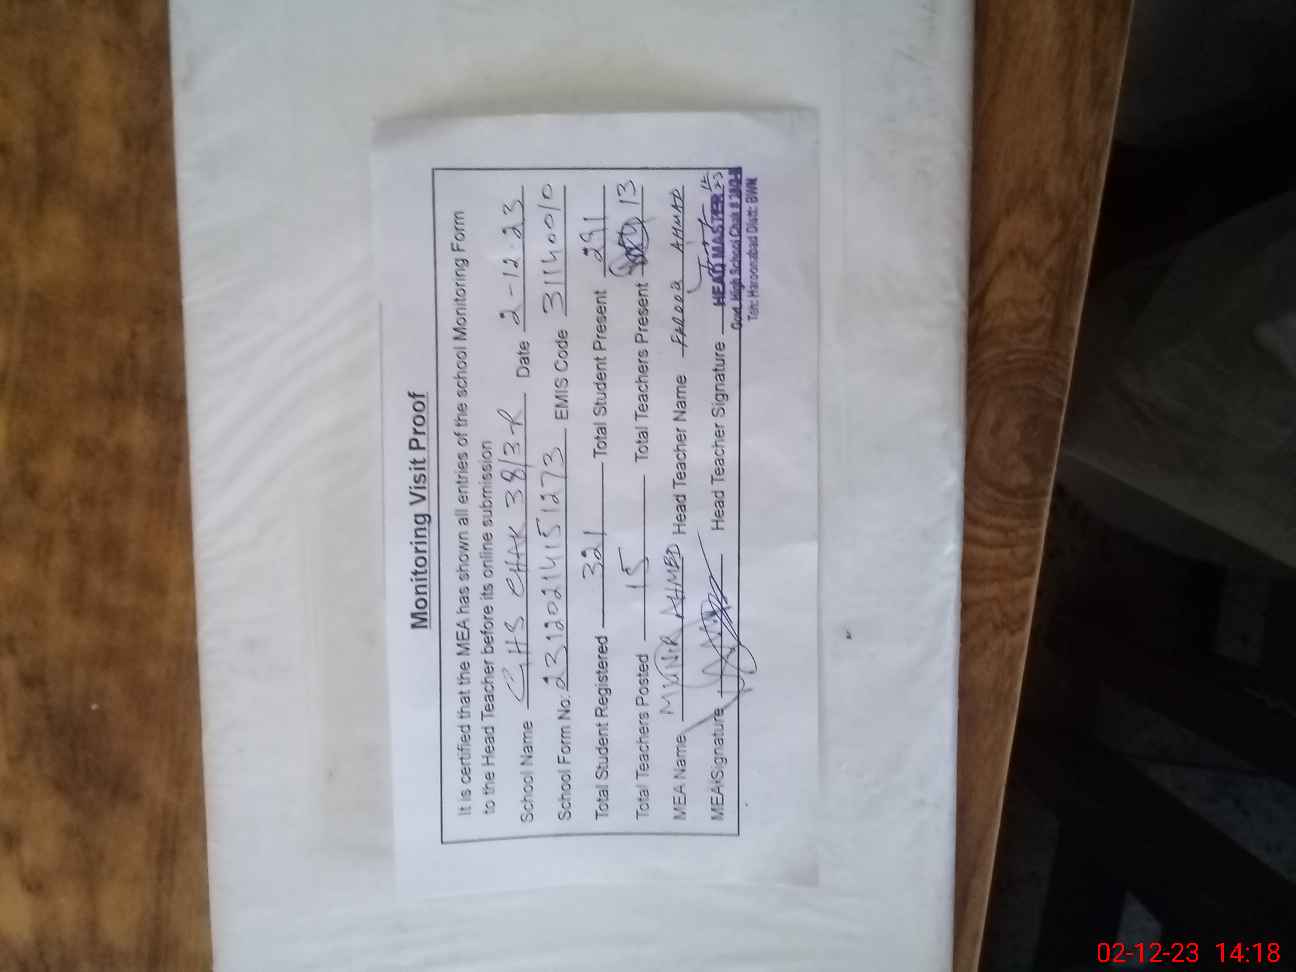 Monitoring Visit Proof
It is certified that the MEA has shown all entries of the school Monitoring Form
to the Head Teacher before its online submission
School Name GHS CHAK 38/3-R Date 2-12-23
School Form No: 23120214151273 EMIS Code 31140010
Total Student Registered 321 Total Student Present 291
Total Teachers Posted 15 Total Teachers Present 13
MEA Name MUNIR AHMED Head Teacher Name FAROOQ AHMAD
MEA Signature Head Teacher Signature
HEAD MASTER
Govt. High School Chak #
Teh: Haroonabad Distt: BWN
02-12-23 14:18